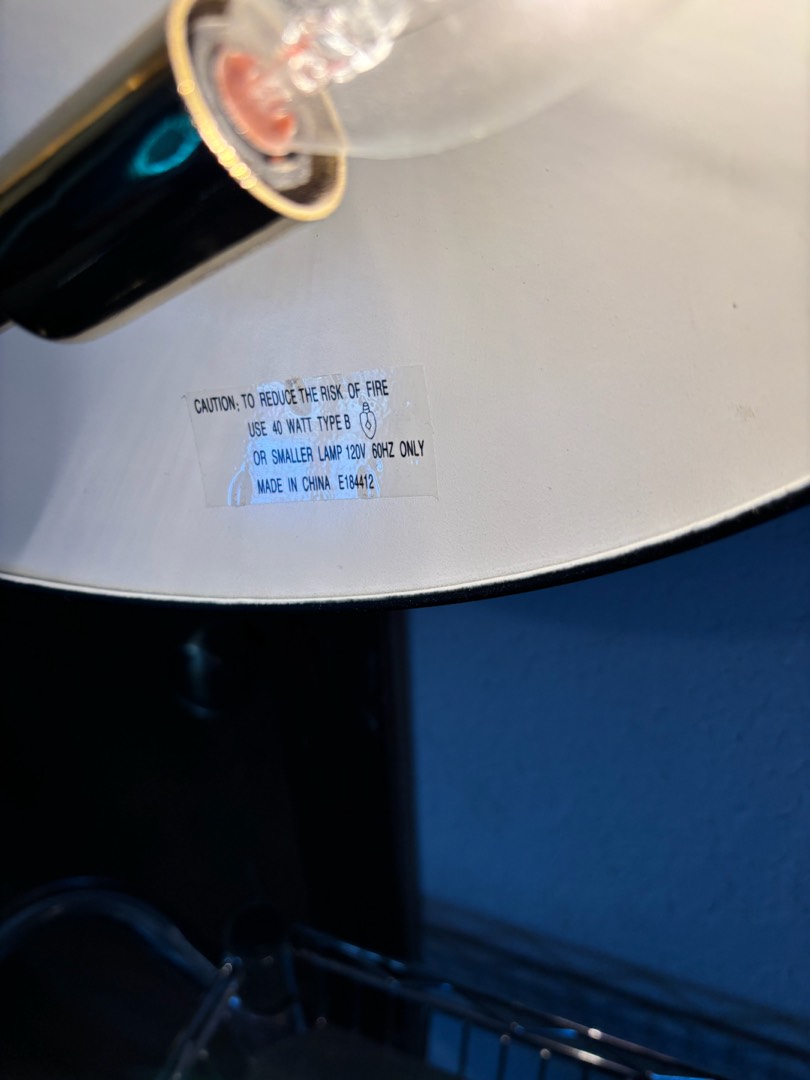 CAUTION: TO REDUCE THE RISK OF FIRE
USE 40 WATT TYPE B
OR SMALLER LAMP 120V 60HZ ONLY
MADE IN CHINA E184412